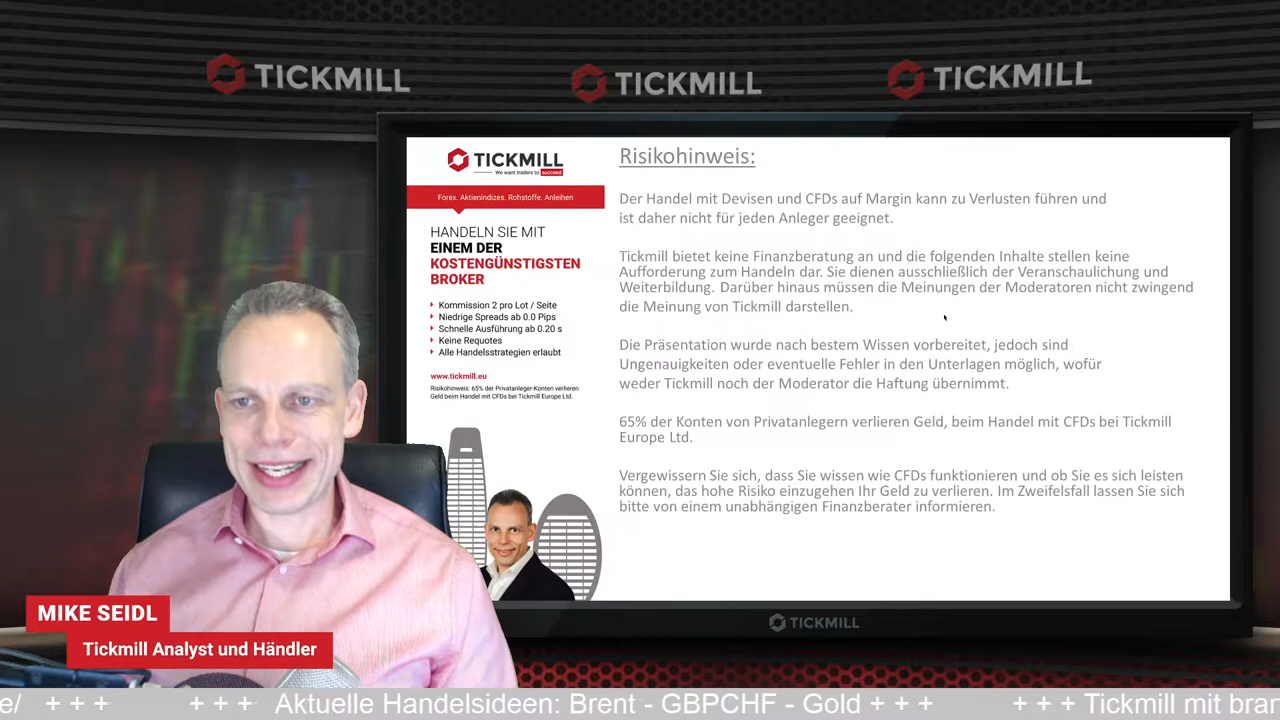 TICKMILL
TICKMILL
TICKMILL
TICKMILL
We want traders to succeed
Forex. Aktienindizes. Rohstoffe. Anleihen
HANDELN SIE MIT
EINEM DER
KOSTENGÜNSTIGSTEN
BROKER
Kommission 2 pro Lot / Seite
Niedrige Spreads ab 0.0 Pips
Schnelle Ausführung ab 0.20 s
Keine Requotes
Alle Handelsstrategien erlaubt
www.tickmill.eu
Risikohinweis: 65% der Privatanleger-Konten verlieren
Geld beim Handel mit CFDs bei Tickmill Europe Ltd.
Risikohinweis:
Der Handel mit Devisen und CFDs auf Margin kann zu Verlusten führen und
ist daher nicht für jeden Anleger geeignet.
Tickmill bietet keine Finanzberatung an und die folgenden Inhalte stellen keine
Aufforderung zum Handeln dar. Sie dienen ausschließlich der Veranschaulichung und
Weiterbildung. Darüber hinaus müssen die Meinungen der Moderatoren nicht zwingend
die Meinung von Tickmill darstellen.
Die Präsentation wurde nach bestem Wissen vorbereitet, jedoch sind
Ungenauigkeiten oder eventuelle Fehler in den Unterlagen möglich, wofür
weder Tickmill noch der Moderator die Haftung übernimmt.
65% der Konten von Privatanlegern verlieren Geld, beim Handel mit CFDs bei Tickmill
Europe Ltd.
Vergewissern Sie sich, dass Sie wissen wie CFDs funktionieren und ob Sie es sich leisten
können, das hohe Risiko einzugehen Ihr Geld zu verlieren. Im Zweifelsfall lassen Sie sich
bitte von einem unabhängigen Finanzberater informieren.
TICKMILL
MIKE SEIDL
Tickmill Analyst und Händler
e/ + + + + + + Aktuelle Handelsideen: Brent - GBPCHF - Gold + + + + + + Tickmill mit bran